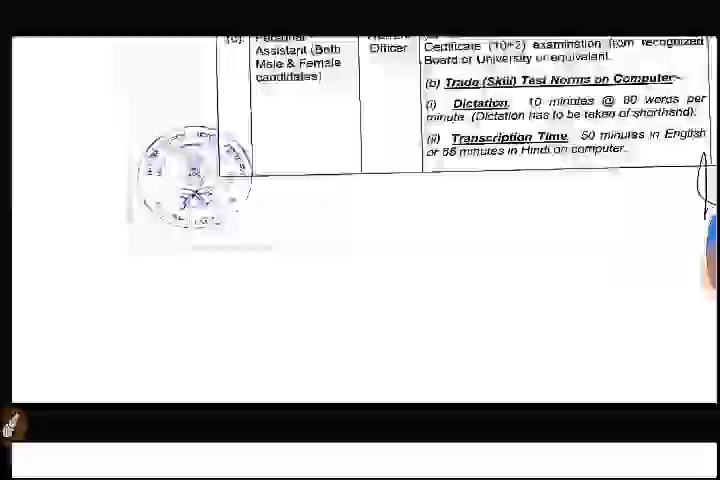 Personal
Assistant (Both
Male & Female
candidates)
Officer
Certificate (10+2) examination from recognized
Board or University or equivalent.
(b) Trade (Skill) Test Norms on Computer:-
(i) Dictation 10 minutes @ 80 words per
minute (Dictation has to be taken of shorthand).
(ii) Transcription Time 50 minutes in English
or 65 minutes in Hindi on computer.